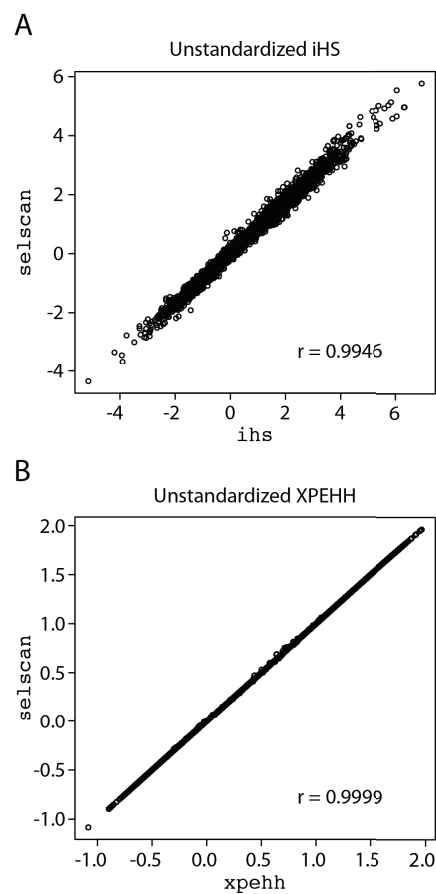 A
Unstandardized iHS
6
4
2
0
-2
-4
selscan
r = 0.9946
-4 -2 0 2 4 6
ihs
B
Unstandardized XPEHH
2.0
1.5
1.0
0.5
0.0
-0.5
-1.0
selscan
r = 0.9999
-1.0 -0.5 0.0 0.5 1.0 1.5 2.0
xpehh